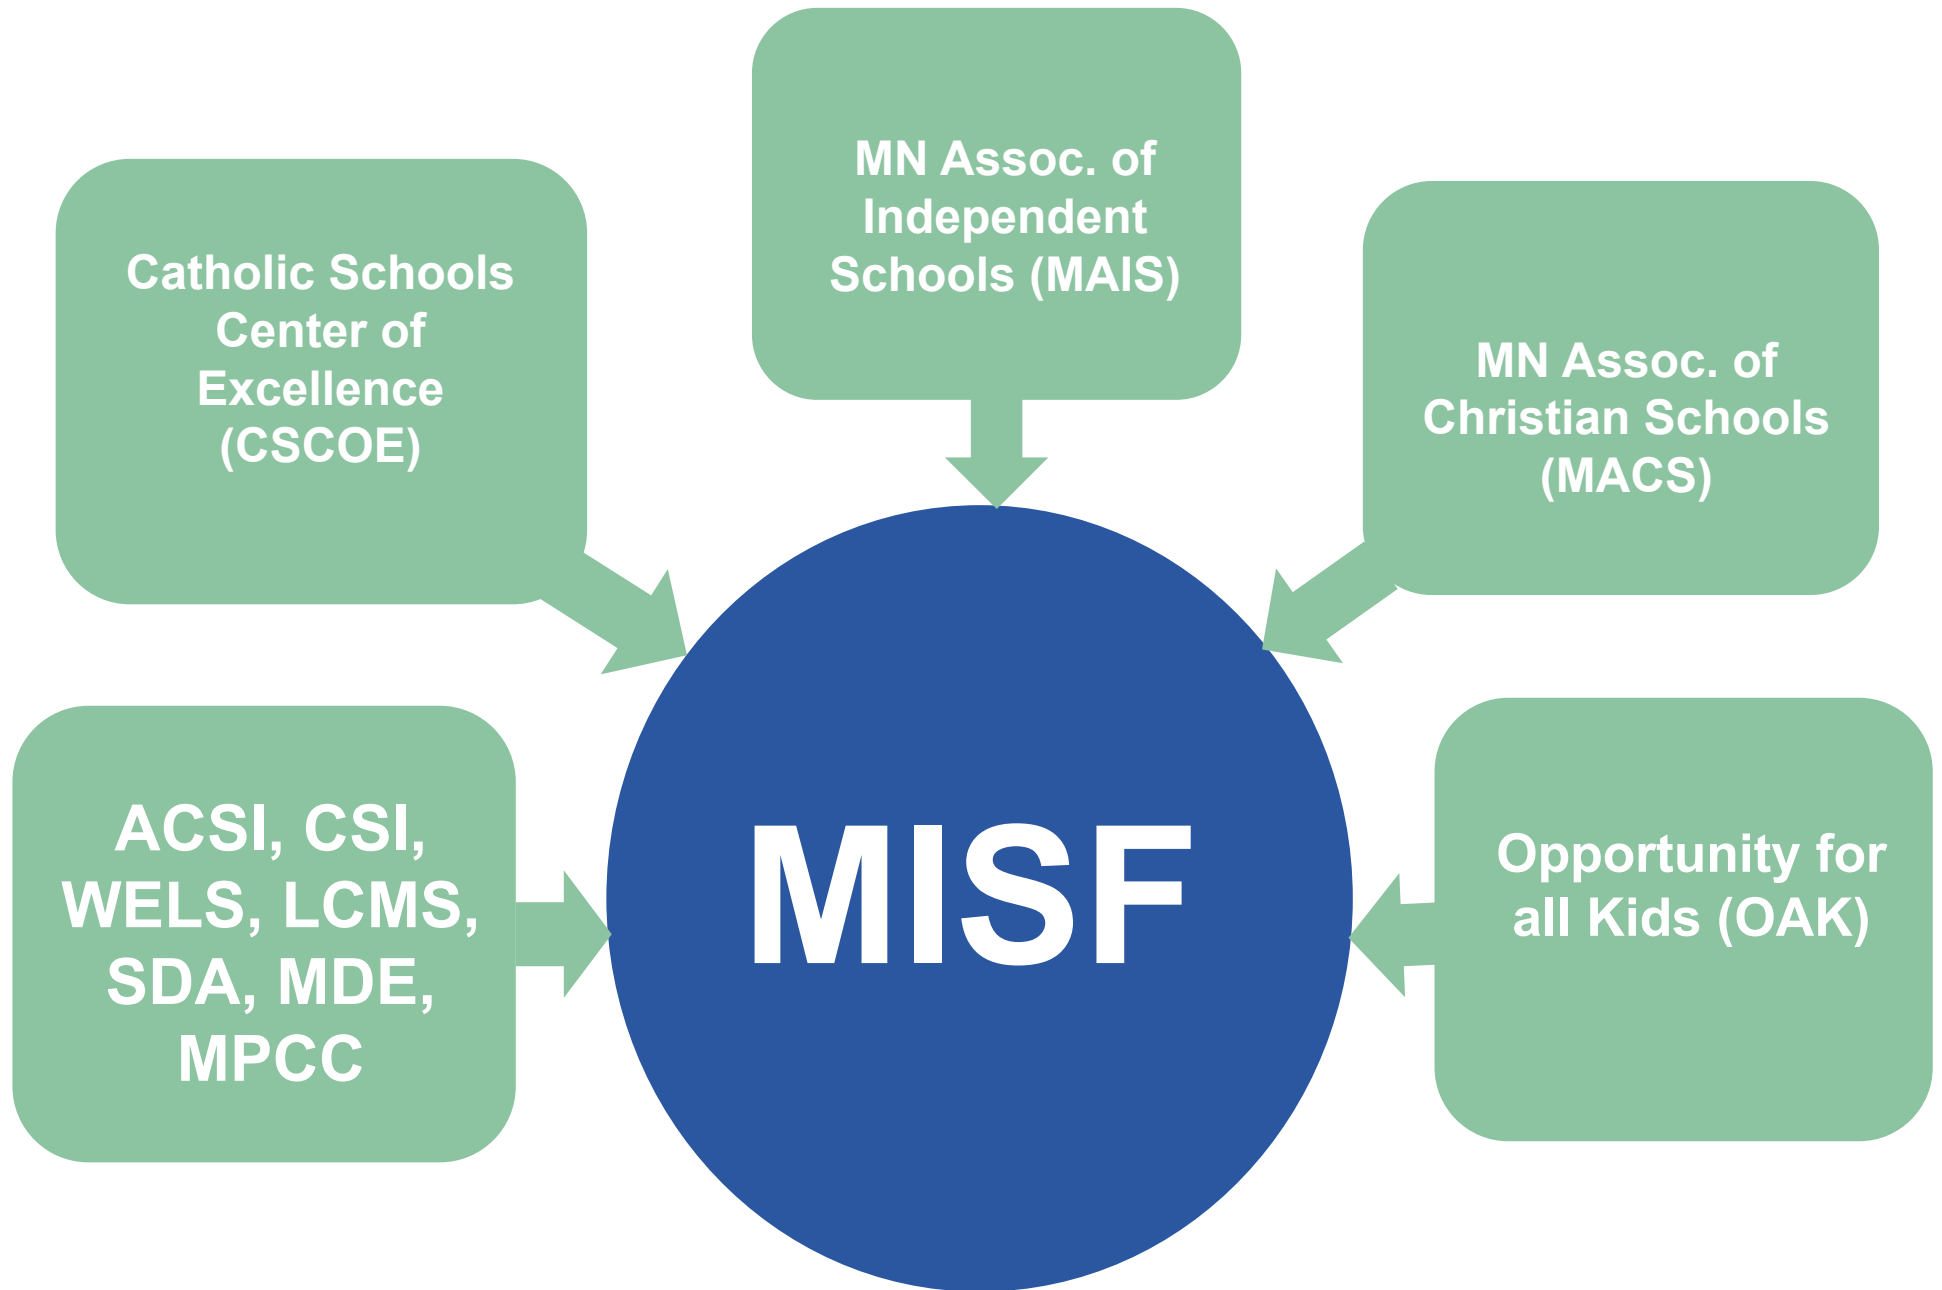 MN Assoc. of
Independent
Schools (MAIS)
Catholic Schools
Center of
Excellence
(CSCOE)
MN Assoc. of
Christian Schools
(MACS)
ACSI, CSI,
WELS, LCMS,
SDA, MDE,
MPCC
MISF
Opportunity for
all Kids (OAK)